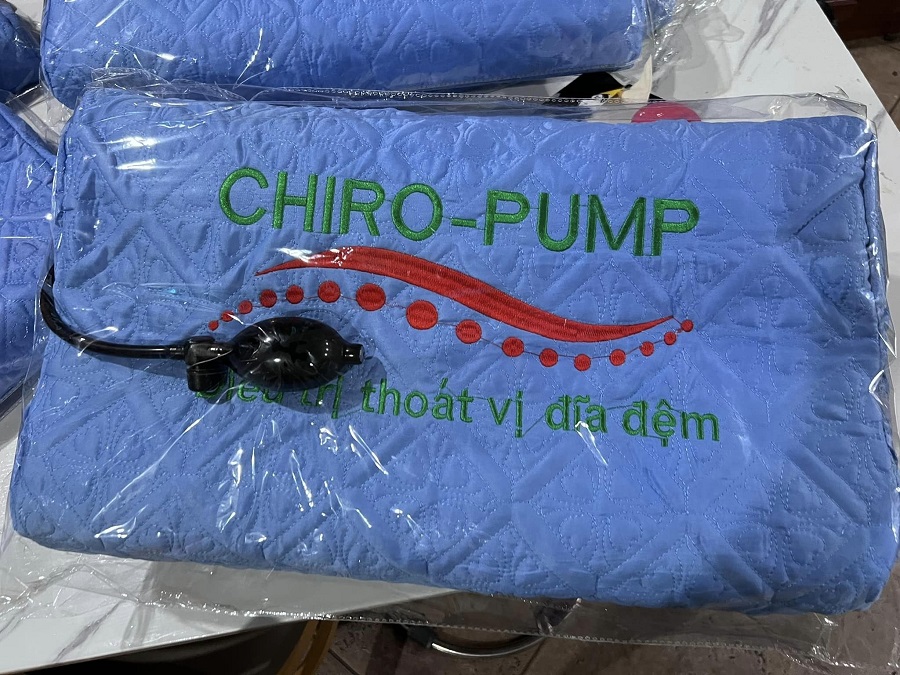 CHIRO-PUMP
trị thoát vị đĩa đệm